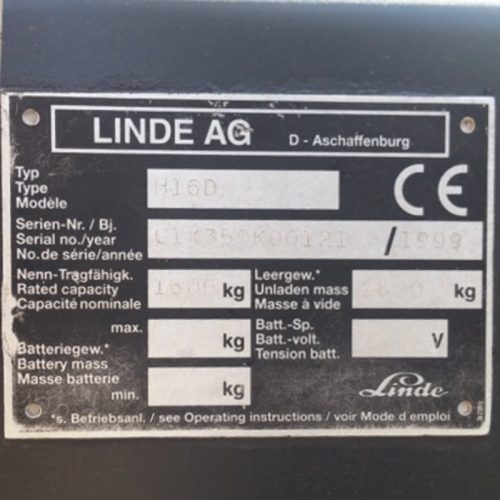 LINDE AG D - Aschaffenburg
Typ
Type
Modèle
H16D
CE
Serien-Nr. / Bj.
Serial no./year
No. de série/année
/ 1999
Nenn-Tragfähigk.
Rated capacity
Capacité nominale
1600 kg
Leergew.*
Unladen mass
Masse à vide
kg
max. kg
Batteriegew.*
Battery mass
Masse batterie
min. kg
Batt.-Sp.
Batt.-volt.
Tension batt.
V
Linde
*s. Betriebsanl. / see Operating instructions / voir Mode d emploi